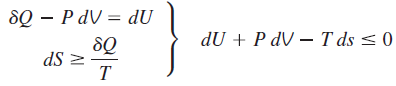 δQ − P dV = dU
dS ≥ δQ/T
dU + P dV − T ds ≤ 0